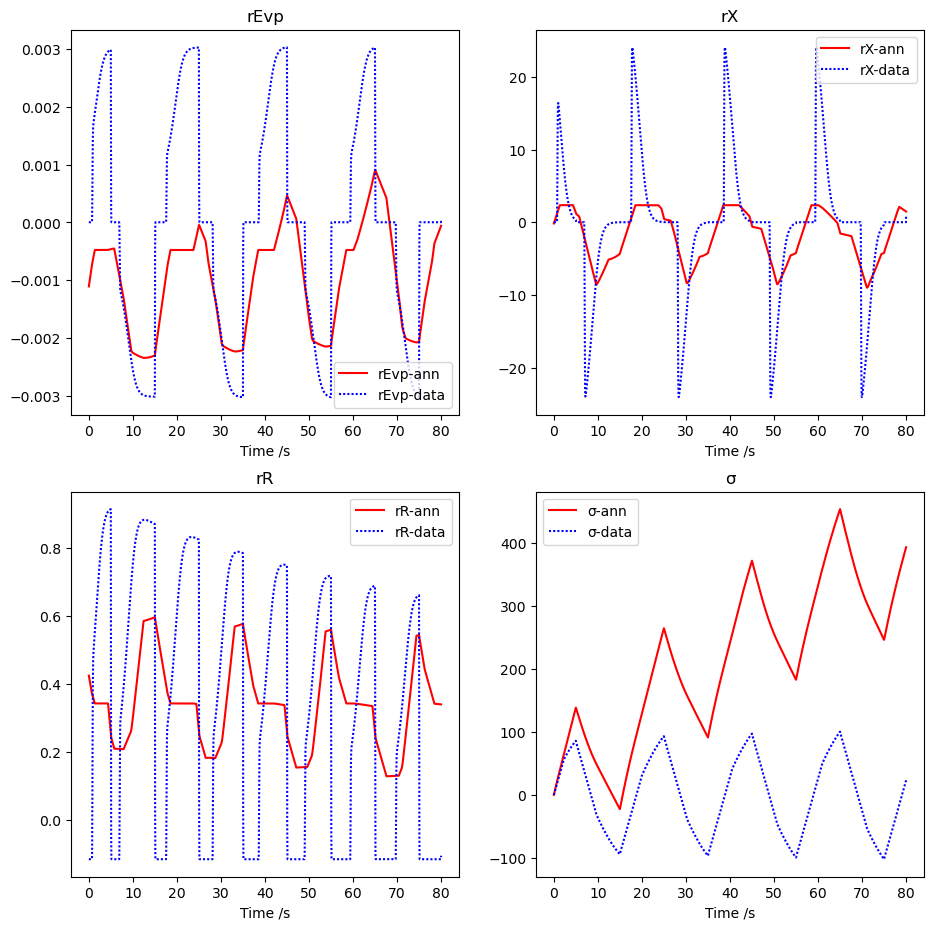 rEvp
0.003
0.002
0.001
0.000
−0.001
−0.002
−0.003
rEvp-ann
rEvp-data
0 10 20 30 40 50 60 70 80
Time /s
rX
20
10
0
−10
−20
rX-ann
rX-data
0 10 20 30 40 50 60 70 80
Time /s
rR
0.8
0.6
0.4
0.2
0.0
rR-ann
rR-data
0 10 20 30 40 50 60 70 80
Time /s
σ
400
300
200
100
0
−100
σ-ann
σ-data
0 10 20 30 40 50 60 70 80
Time /s